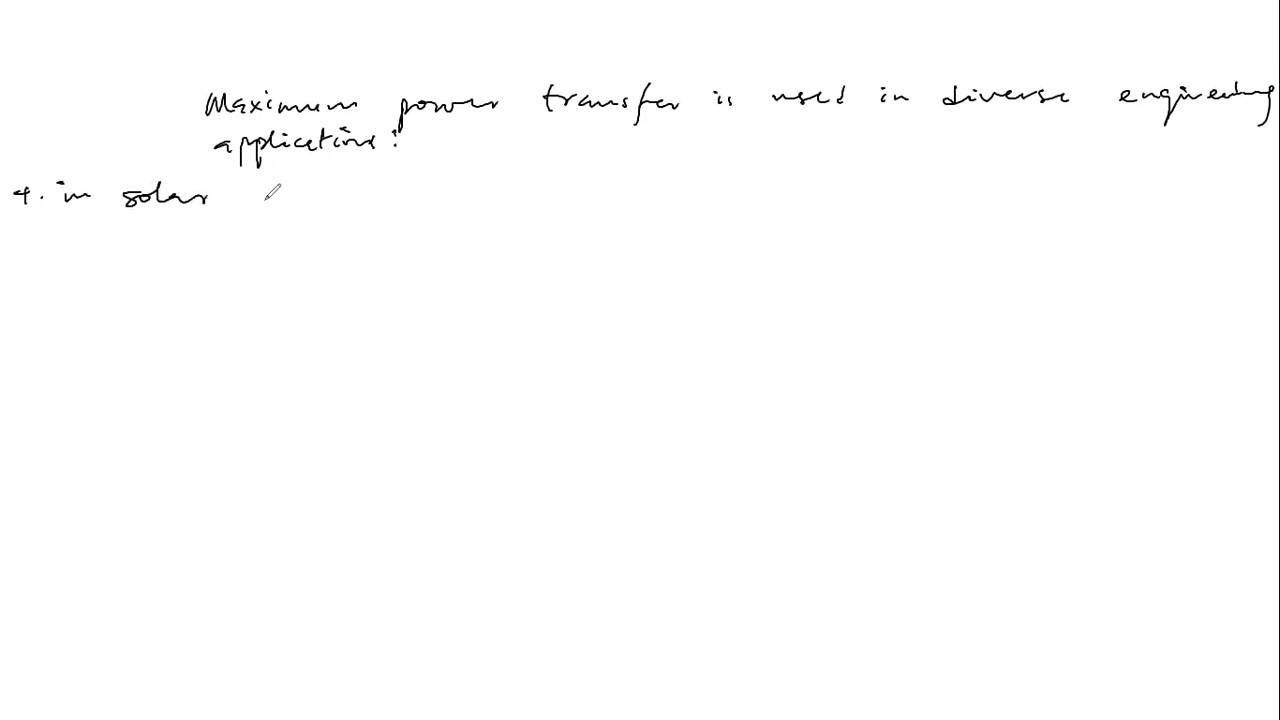 Maximum power transfer is used in diverse engineering
applications:
4. in solar